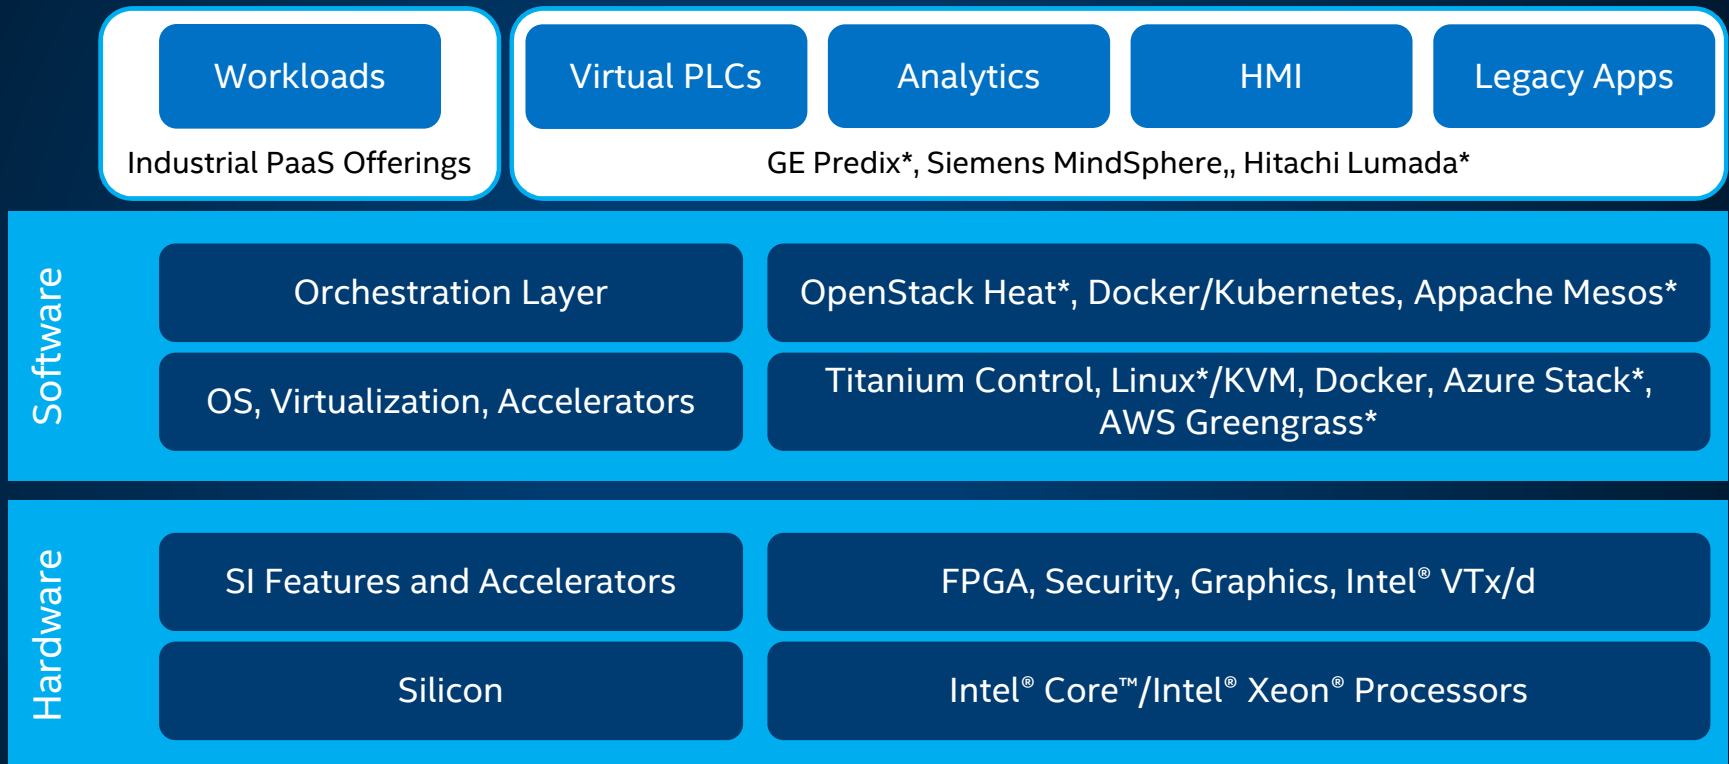 Workloads
Virtual PLCs
Analytics
HMI
Legacy Apps
Industrial PaaS Offerings
GE Predix*, Siemens MindSphere,, Hitachi Lumada*
Software
Orchestration Layer
OpenStack Heat*, Docker/Kubernetes, Appache Mesos*
OS, Virtualization, Accelerators
Titanium Control, Linux*/KVM, Docker, Azure Stack*,
AWS Greengrass*
Hardware
SI Features and Accelerators
FPGA, Security, Graphics, Intel® VTx/d
Silicon
Intel® Core™/Intel® Xeon® Processors